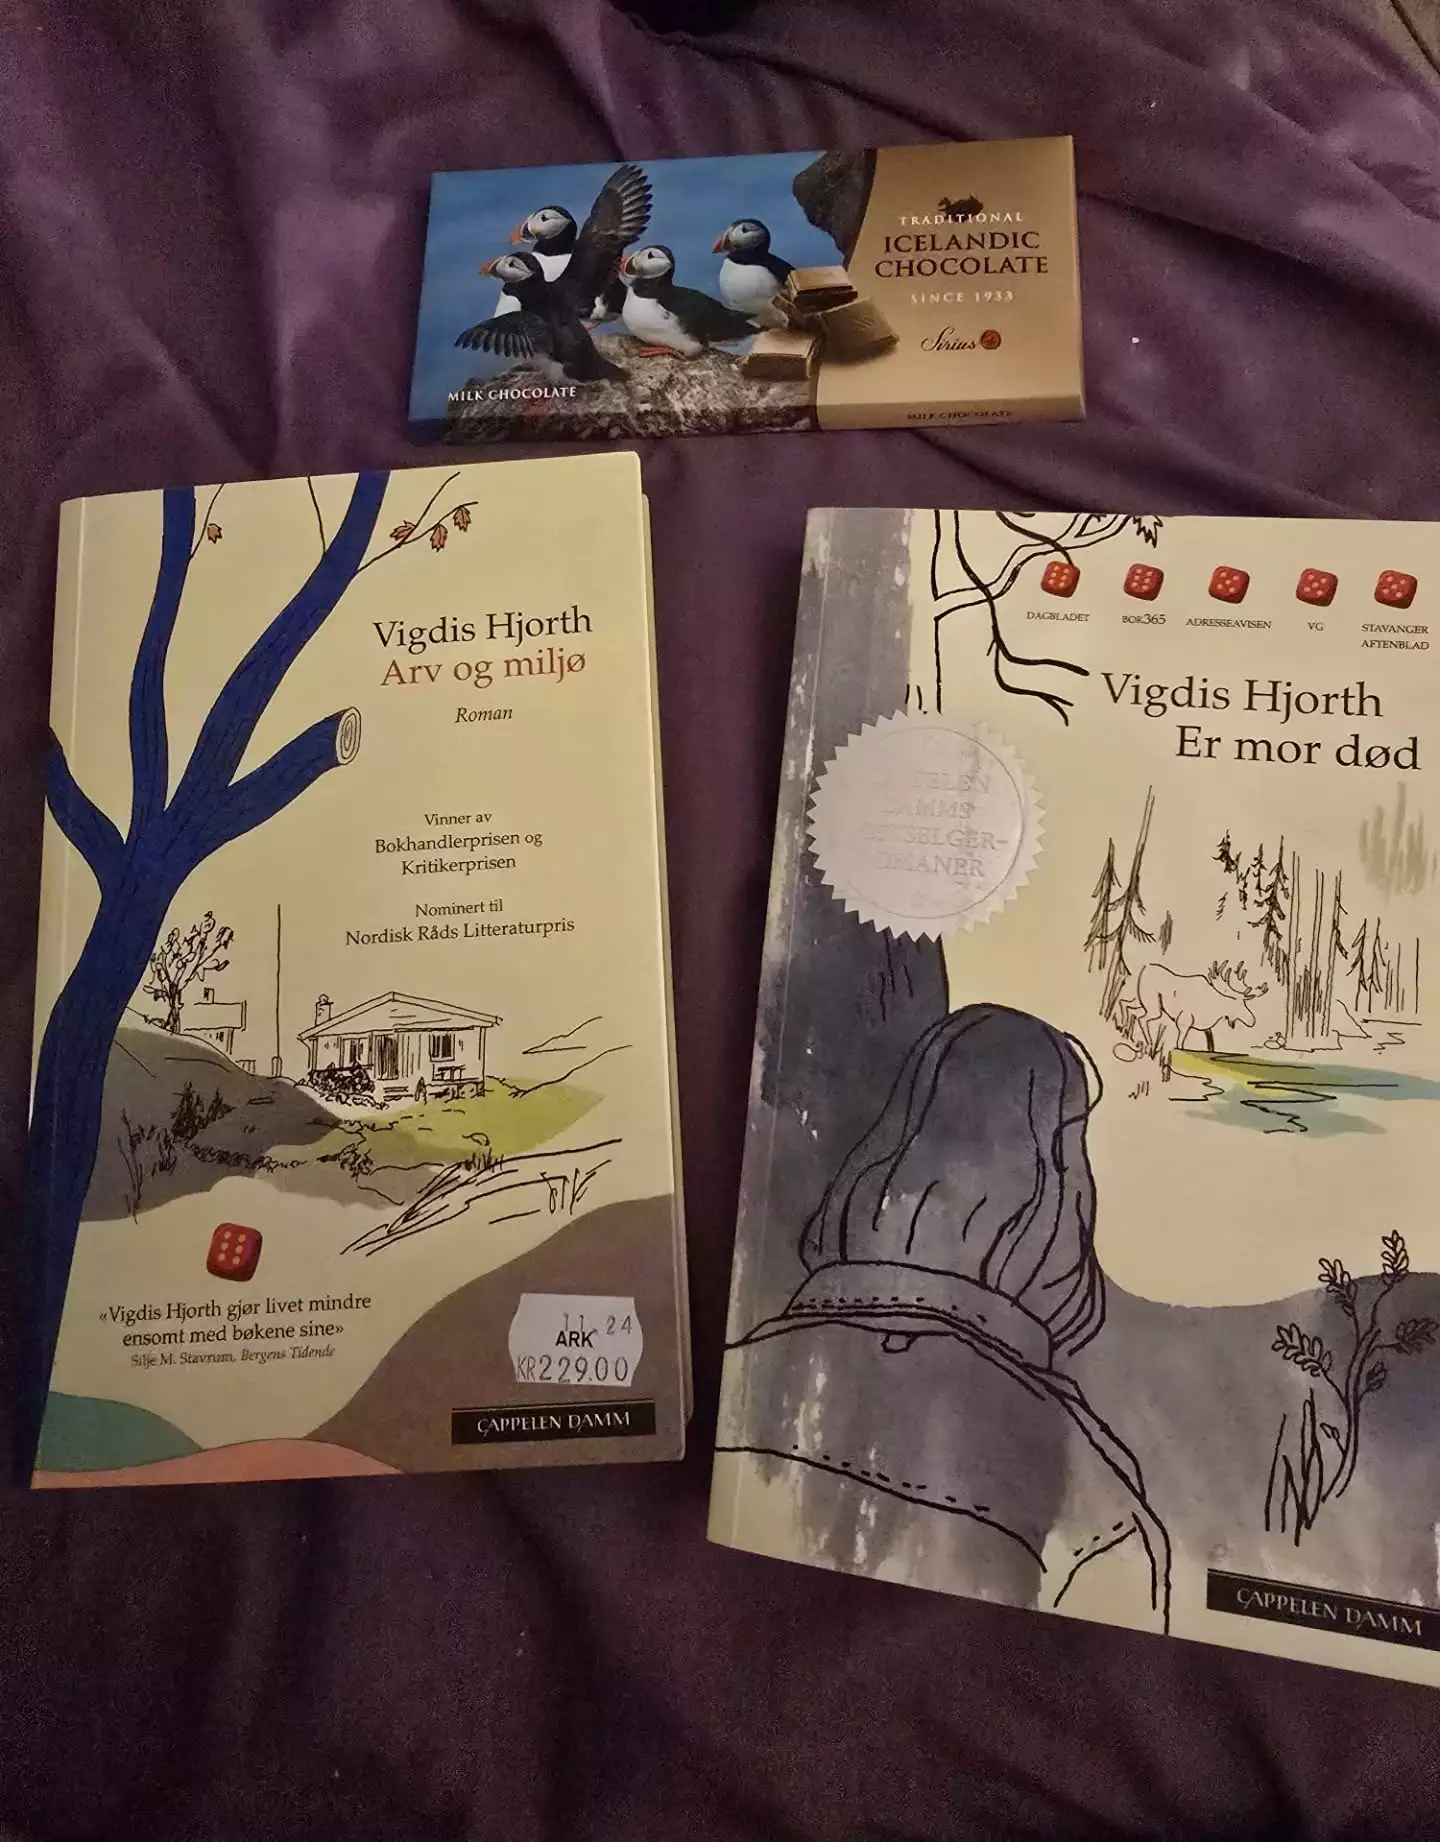 TRADITIONAL
ICELANDIC
CHOCOLATE
SINCE 1933
Sirius
MILK CHOCOLATE
MILK CHOCOLATE
Vigdis Hjorth
Arv og miljø
Roman
Vinner av
Bokhandlerprisen og
Kritikerprisen
Nominert til
Nordisk Råds Litteraturpris
«Vigdis Hjorth gjør livet mindre
ensomt med bøkene sine»
Silje M. Stavrum, Bergens Tidende
11 24
ARK
KR229.00
CAPPELEN DAMM
DAGBLADET
BOK365
ADRESSEAVISEN
VG
STAVANGER
AFTENBLAD
Vigdis Hjorth
Er mor død
DAMMS
CAPPELEN DAMM